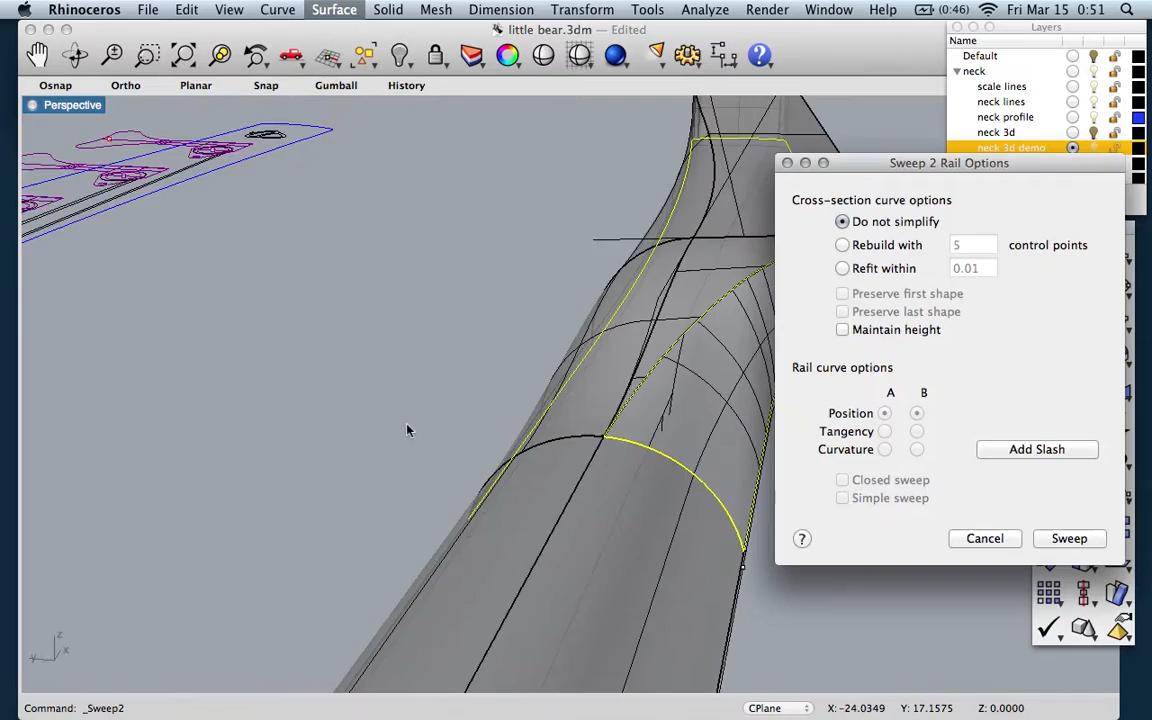 Rhinoceros File Edit View Curve Surface Solid Mesh Dimension Transform Tools Analyze Render Window Help (0:46) Fri Mar 15 0:51
little bear.3dm — Edited
Layers
Name
Osnap Ortho Planar Snap Gumball History
Default
neck
scale lines
neck lines
neck profile
neck 3d
neck 3d demo
Perspective
Sweep 2 Rail Options
Cross-section curve options
Do not simplify
Rebuild with 5 control points
Refit within 0.01
Preserve first shape
Preserve last shape
Maintain height
Rail curve options
A B
Position
Tangency
Curvature
Add Slash
Closed sweep
Simple sweep
? Cancel Sweep
z
y x
Command: _Sweep2 CPlane X: -24.0349 Y: 17.1575 Z: 0.0000